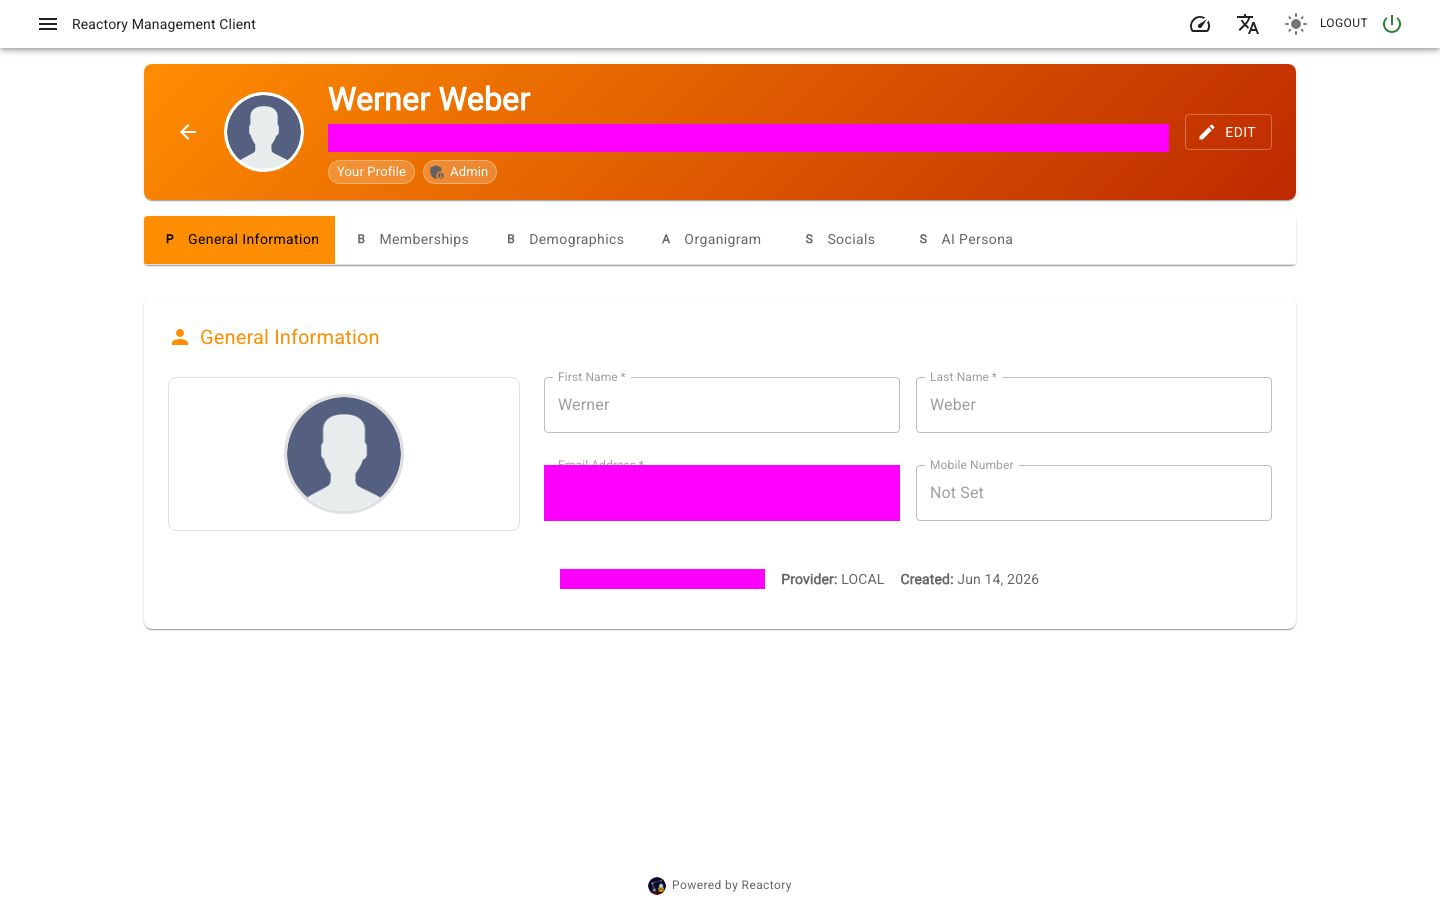 Reactory Management Client
LOGOUT
Werner Weber
EDIT
Your Profile
Admin
P General Information
B Memberships
B Demographics
A Organigram
S Socials
S AI Persona
General Information
First Name *
Werner
Last Name *
Weber
Email Address *
Mobile Number
Not Set
Provider: LOCAL
Created: Jun 14, 2026
Powered by Reactory